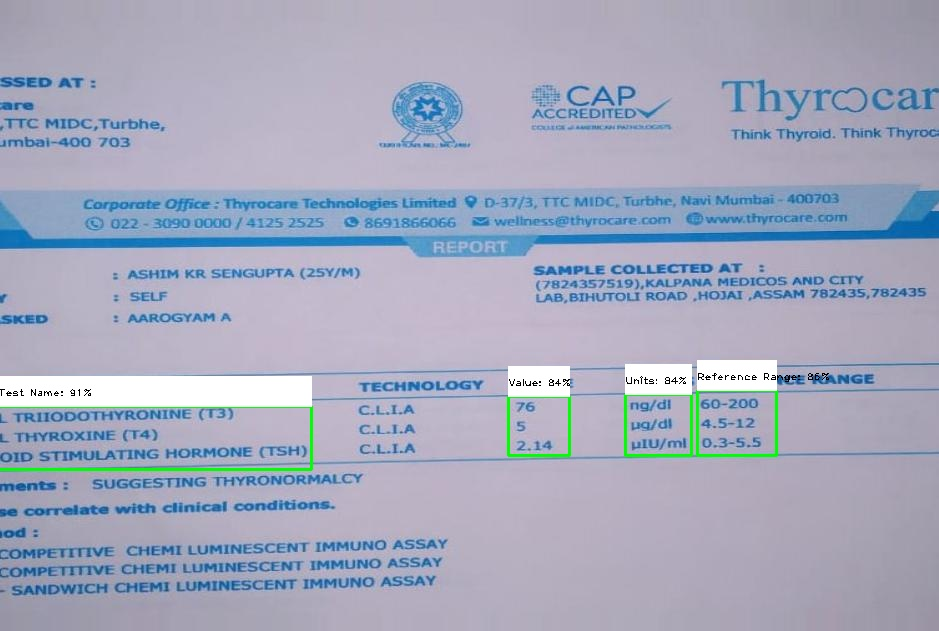 SSED AT :
care
,TTC MIDC,Turbhe,
umbai-400 703
CAP
ACCREDITED
COLLEGE of AMERICAN PATHOLOGISTS
Thyrocar
Think Thyroid. Think Thyroc
Corporate Office : Thyrocare Technologies Limited D-37/3, TTC MIDC, Turbhe, Navi Mumbai - 400703
022 - 3090 0000 / 4125 2525 8691866066 wellness@thyrocare.com www.thyrocare.com
REPORT
: ASHIM KR SENGUPTA (25Y/M)
Y : SELF
SKED : AAROGYAM A
SAMPLE COLLECTED AT :
(7824357519),KALPANA MEDICOS AND CITY
LAB,BIHUTOLI ROAD ,HOJAI ,ASSAM 782435,782435
Test Name: 91% TECHNOLOGY Value: 84% Units: 84% Reference Range: 86% CE RANGE
L TRIIODOTHYRONINE (T3) C.L.I.A 76 ng/dl 60-200
L THYROXINE (T4) C.L.I.A 5 µg/dl 4.5-12
OID STIMULATING HORMONE (TSH) C.L.I.A 2.14 µIU/ml 0.3-5.5
ments : SUGGESTING THYRONORMALCY
se correlate with clinical conditions.
od :
COMPETITIVE CHEMI LUMINESCENT IMMUNO ASSAY
COMPETITIVE CHEMI LUMINESCENT IMMUNO ASSAY
- SANDWICH CHEMI LUMINESCENT IMMUNO ASSAY